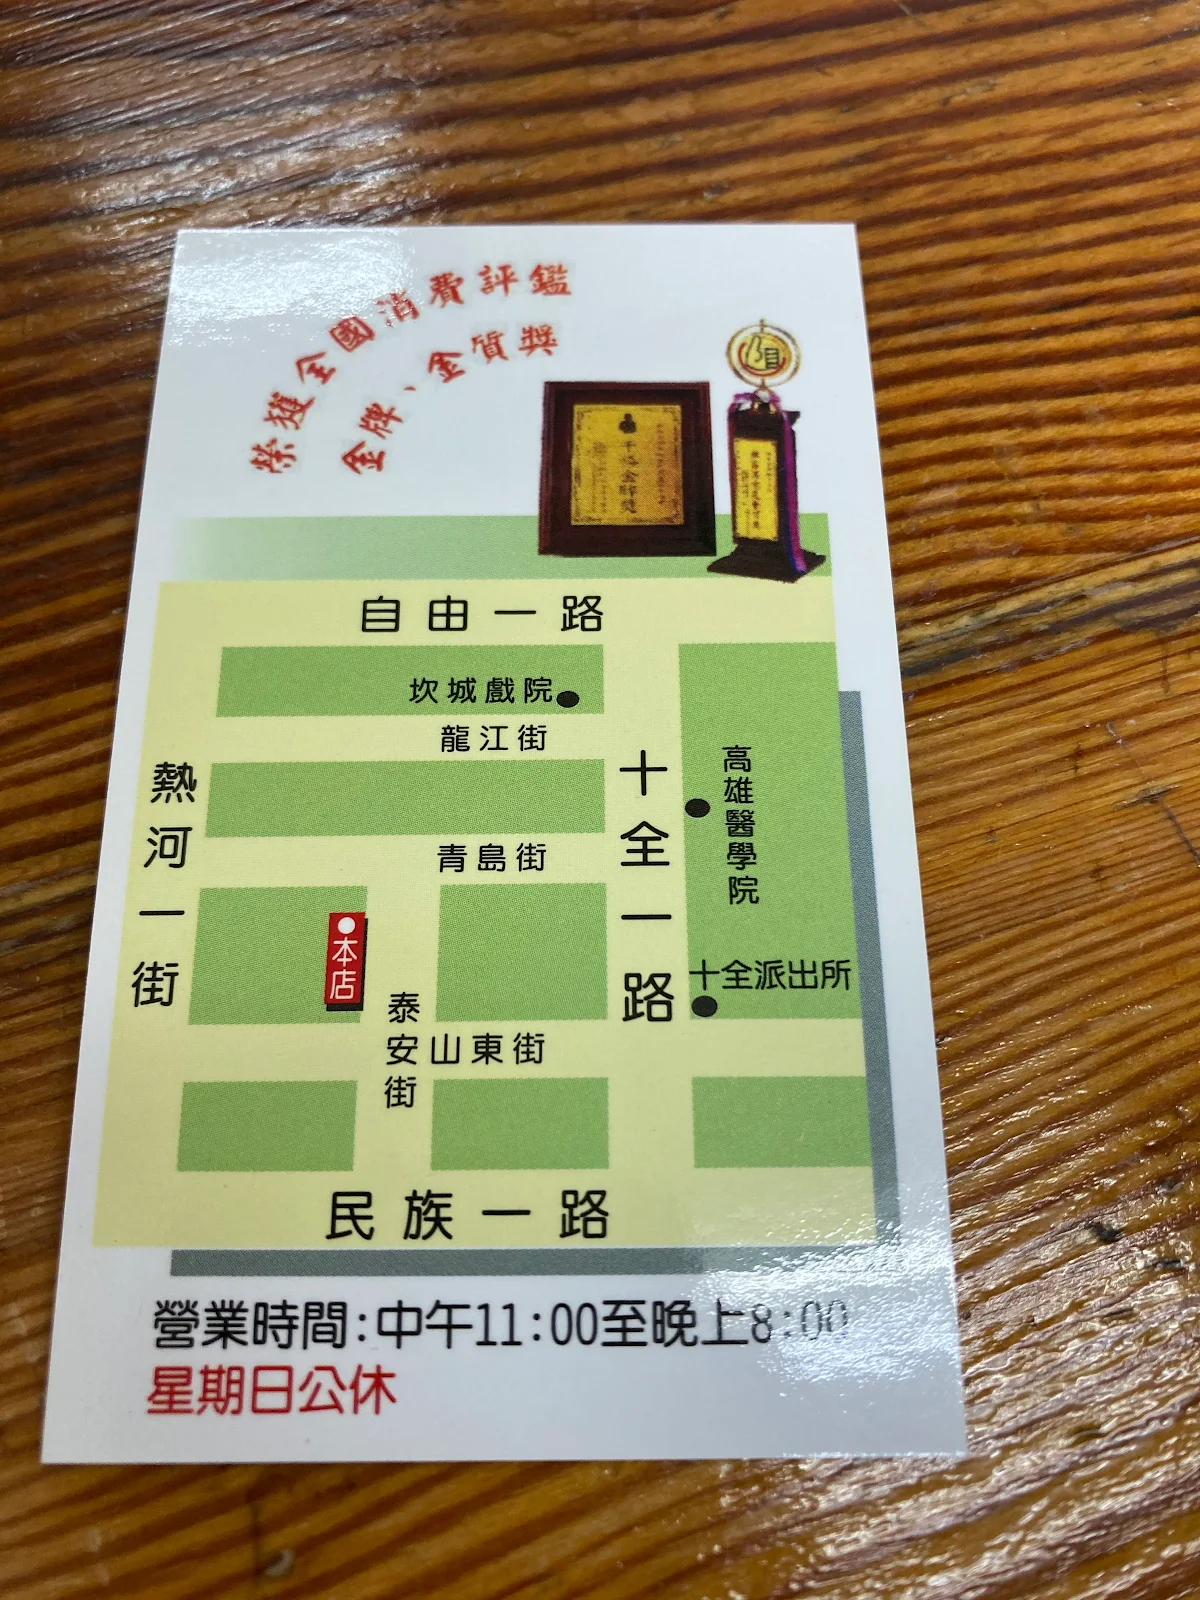 榮獲全國消費評鑑
金牌、金質獎
自由一路
坎城戲院
龍江街
熱河一街
十全一路
高雄醫學院
青島街
本店
十全派出所
泰安街
山東街
民族一路
營業時間:中午11:00至晚上8:00
星期日公休